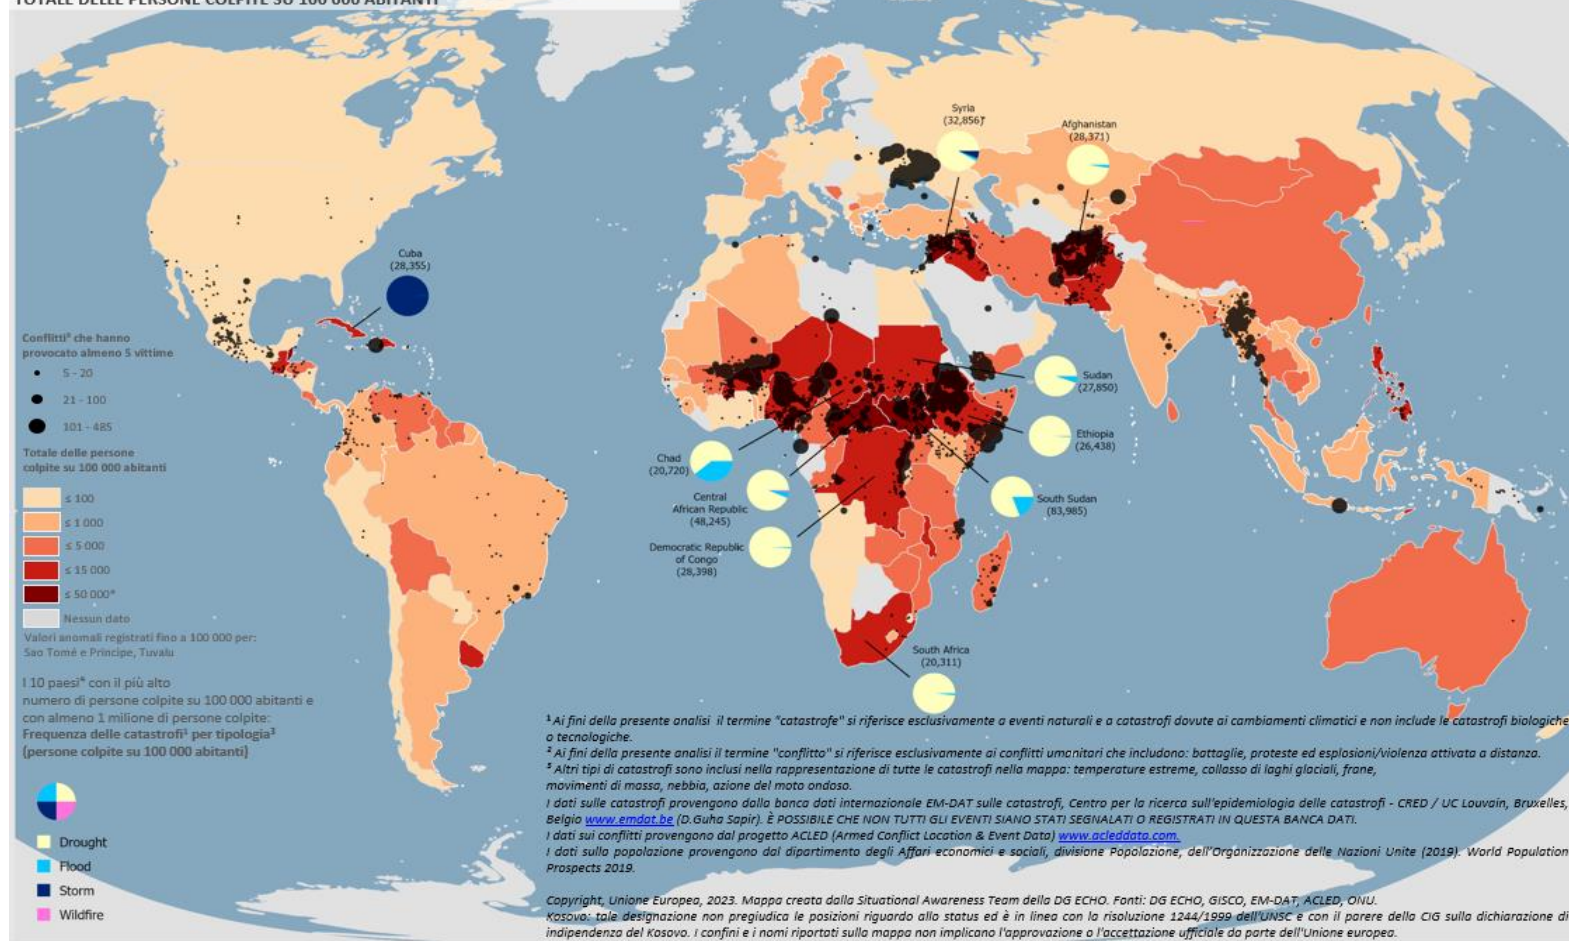 TOTALE DELLE PERSONE COLPITE SU 100 000 ABITANTI
Syria
(32,856)*
Afghanistan
(28,371)
Cuba
(28,355)
Conflitti² che hanno
provocato almeno 5 vittime
5 - 20
21 - 100
101 - 485
Totale delle persone
colpite su 100 000 abitanti
≤ 100
≤ 1 000
≤ 5 000
≤ 15 000
≤ 50 000*
Nessun dato
Valori anomali registrati fino a 100 000 per:
Sao Tomé e Principe, Tuvalu
Sudan
(27,850)
Ethiopia
(26,438)
Chad
(20,720)
Central
African Republic
(48,245)
South Sudan
(83,985)
Democratic Republic
of Congo
(28,398)
South Africa
(20,311)
I 10 paesi* con il più alto
numero di persone colpite su 100 000 abitanti e
con almeno 1 milione di persone colpite:
Frequenza delle catastrofi¹ per tipologia³
(persone colpite su 100 000 abitanti)
Drought
Flood
Storm
Wildfire
¹ Ai fini della presente analisi il termine "catastrofe" si riferisce esclusivamente a eventi naturali e a catastrofi dovute ai cambiamenti climatici e non include le catastrofi biologiche
o tecnologiche.
² Ai fini della presente analisi il termine "conflitto" si riferisce esclusivamente ai conflitti umanitari che includono: battaglie, proteste ed esplosioni/violenza attivata a distanza.
³ Altri tipi di catastrofi sono inclusi nella rappresentazione di tutte le catastrofi nella mappa: temperature estreme, collasso di laghi glaciali, frane,
movimenti di massa, nebbia, azione del moto ondoso.
I dati sulle catastrofi provengono dalla banca dati internazionale EM-DAT sulle catastrofi, Centro per la ricerca sull'epidemiologia delle catastrofi - CRED / UC Louvain, Bruxelles,
Belgio www.emdat.be (D.Guha Sapir). È POSSIBILE CHE NON TUTTI GLI EVENTI SIANO STATI SEGNALATI O REGISTRATI IN QUESTA BANCA DATI.
I dati sui conflitti provengono dal progetto ACLED (Armed Conflict Location & Event Data) www.acleddata.com.
I dati sulla popolazione provengono dal dipartimento degli Affari economici e sociali, divisione Popolazione, dell'Organizzazione delle Nazioni Unite (2019). World Population
Prospects 2019.
Copyright, Unione Europea, 2023. Mappa creata dalla Situational Awareness Team della DG ECHO. Fonti: DG ECHO, GISCO, EM-DAT, ACLED, ONU.
Kosovo: tale designazione non pregiudica le posizioni riguardo allo status ed è in linea con la risoluzione 1244/1999 dell'UNSC e con il parere della CIG sulla dichiarazione di
indipendenza del Kosovo. I confini e i nomi riportati sulla mappa non implicano l'approvazione o l'accettazione ufficiale da parte dell'Unione europea.